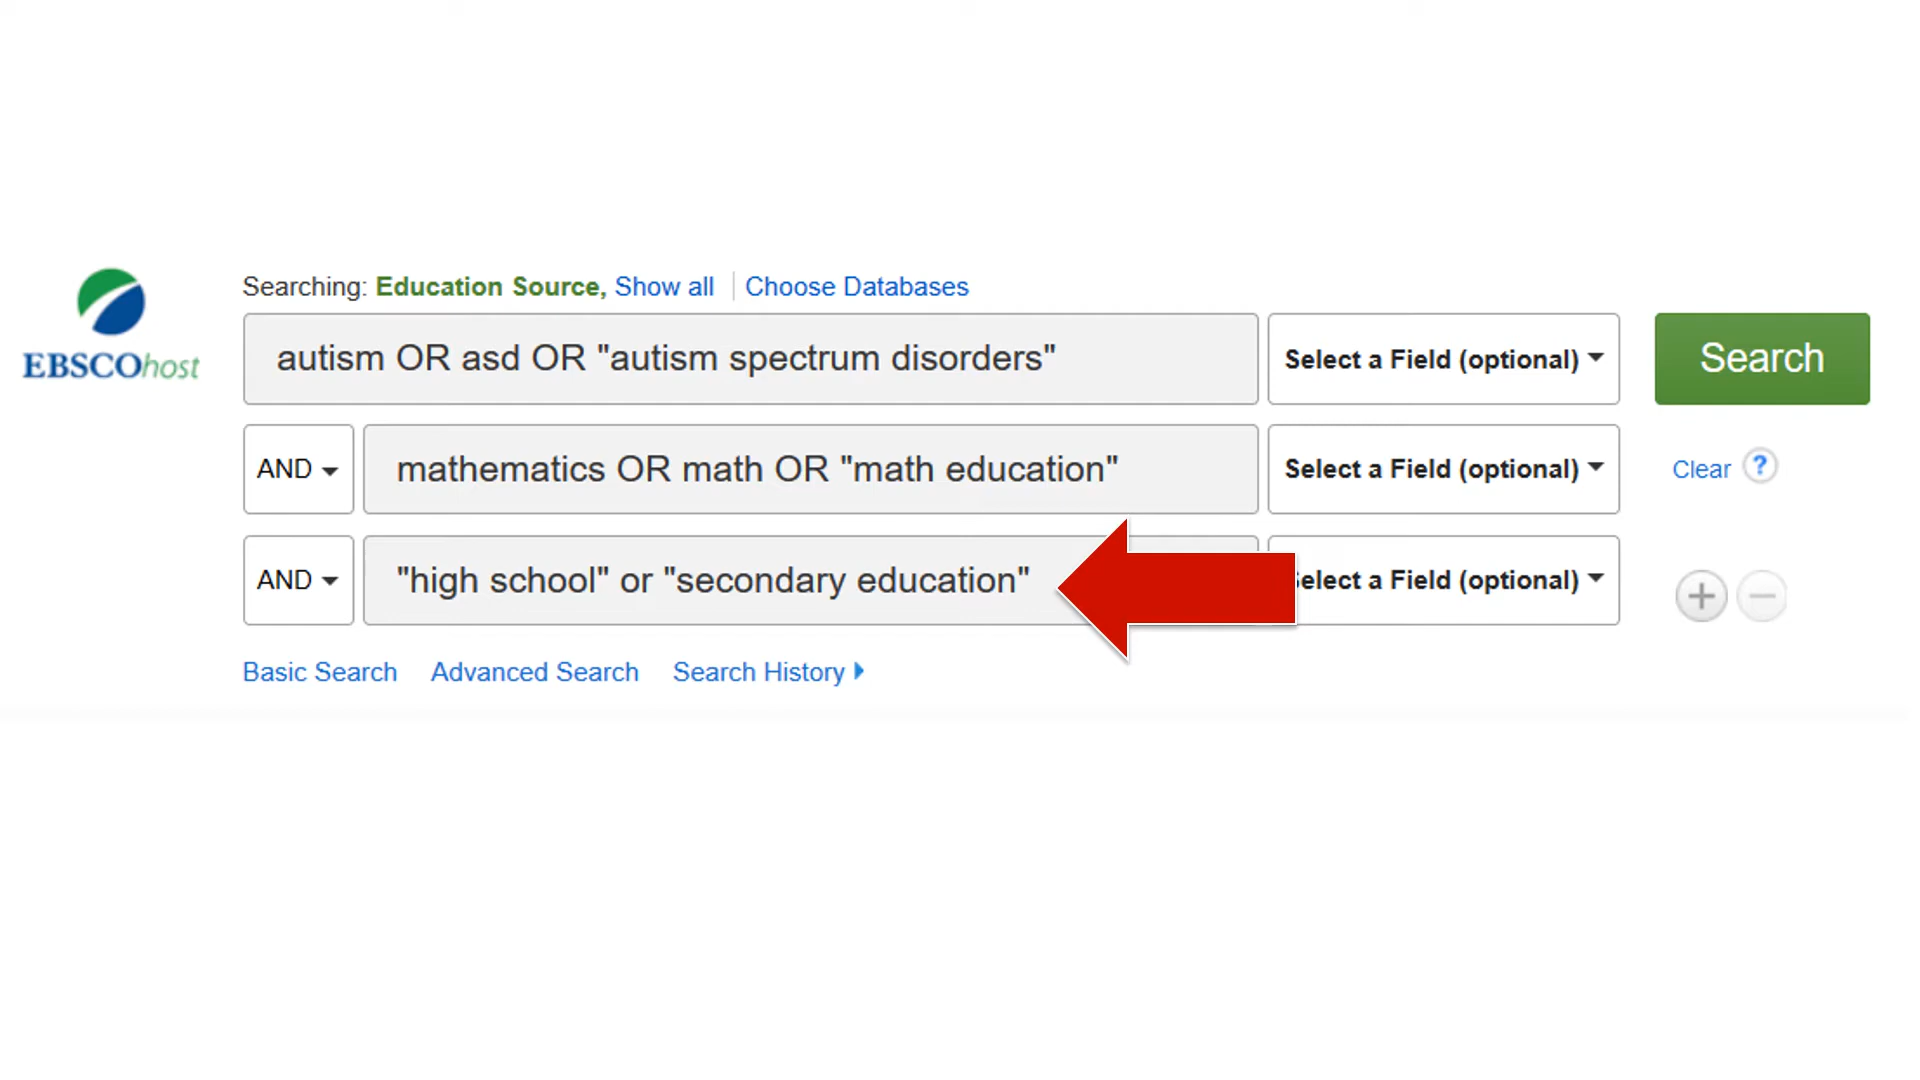 Searching: Education Source, Show all Choose Databases
EBSCOhost
autism OR asd OR "autism spectrum disorders" Select a Field (optional) Search
AND mathematics OR math OR "math education" Select a Field (optional) Clear ?
AND "high school" or "secondary education" Select a Field (optional)
Basic Search Advanced Search Search History